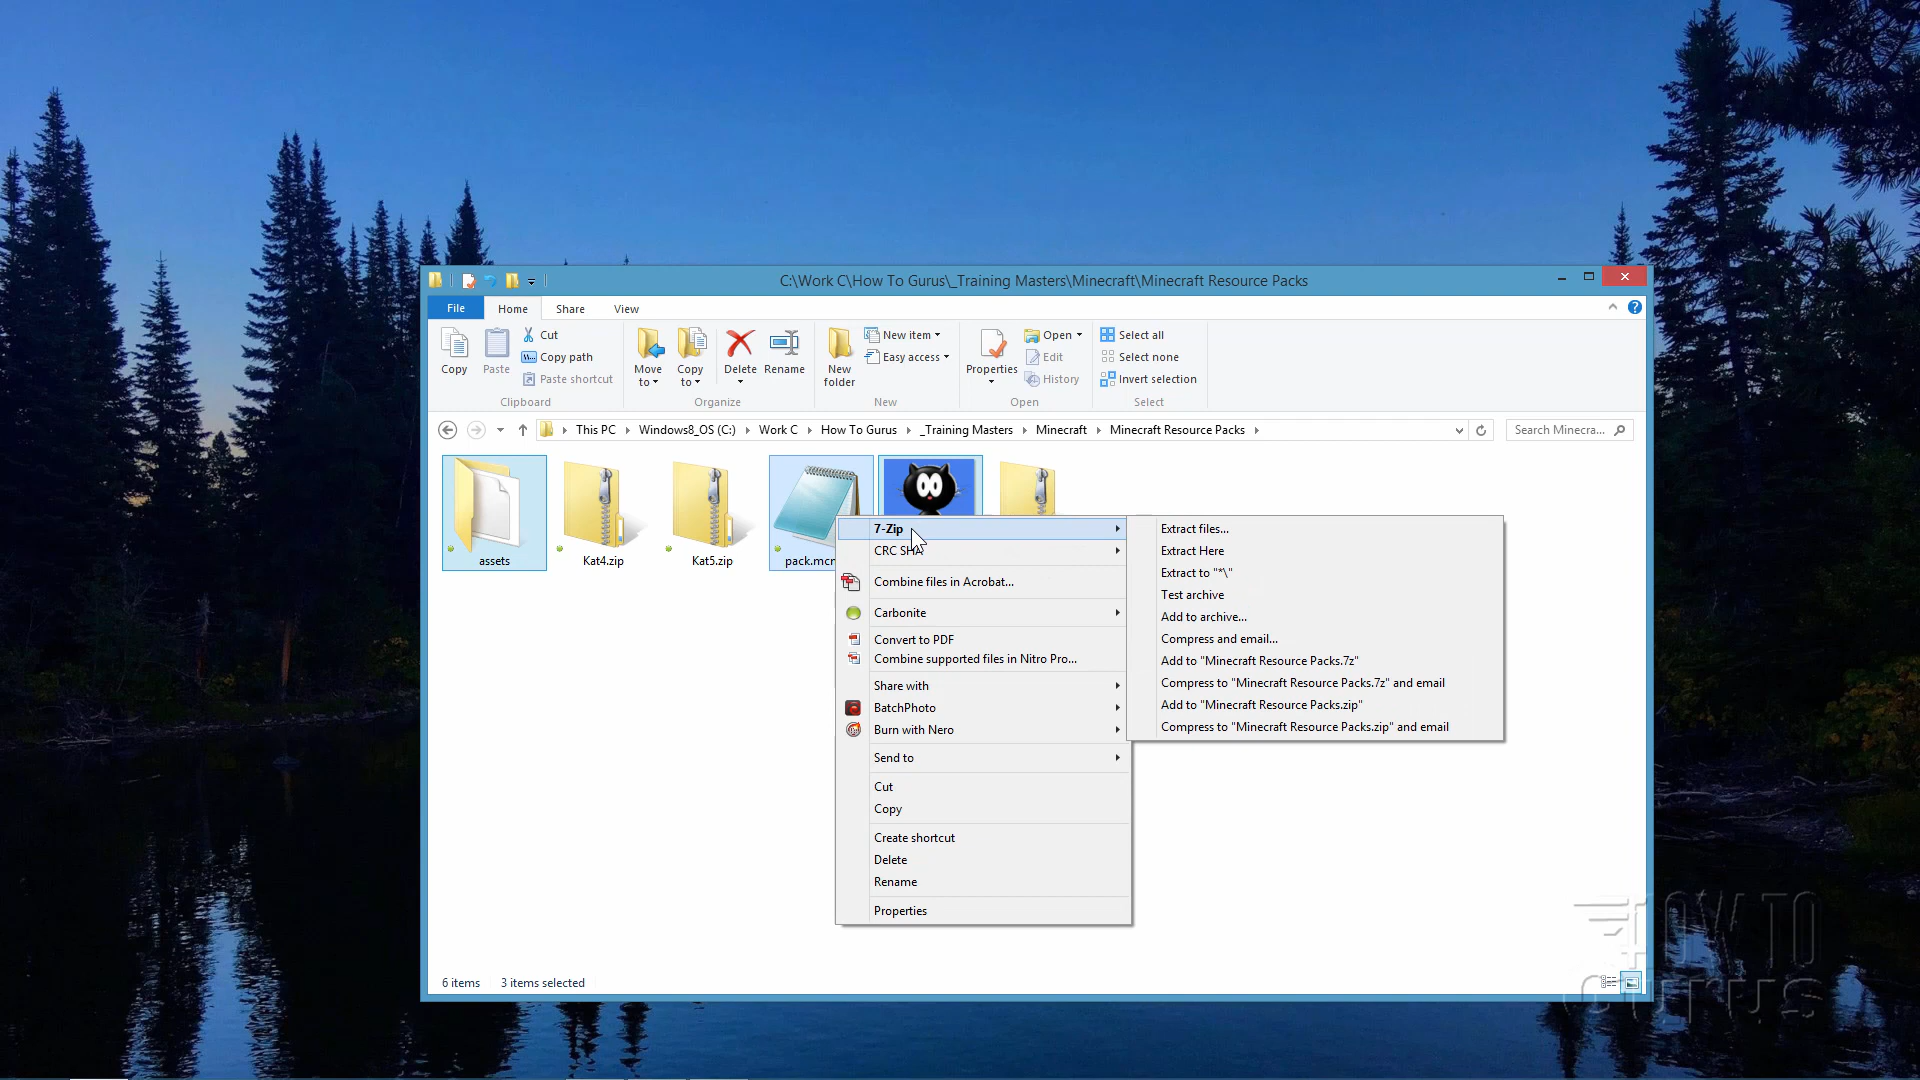 C:\Work C\How To Gurus\_Training Masters\Minecraft\Minecraft Resource Packs
File Home Share View
Copy
Paste
Cut
Copy path
Paste shortcut
Clipboard
Move to
Copy to
Delete
Rename
Organize
New folder
New item
Easy access
New
Properties
Open
Edit
History
Open
Select all
Select none
Invert selection
Select
This PC Windows8_OS (C:) Work C How To Gurus _Training Masters Minecraft Minecraft Resource Packs
Search Minecra...
assets
Kat4.zip
Kat5.zip
pack.mcm
7-Zip
CRC SHA
Combine files in Acrobat...
Carbonite
Convert to PDF
Combine supported files in Nitro Pro...
Share with
BatchPhoto
Burn with Nero
Send to
Cut
Copy
Create shortcut
Delete
Rename
Properties
Extract files...
Extract Here
Extract to "*\"
Test archive
Add to archive...
Compress and email...
Add to "Minecraft Resource Packs.7z"
Compress to "Minecraft Resource Packs.7z" and email
Add to "Minecraft Resource Packs.zip"
Compress to "Minecraft Resource Packs.zip" and email
6 items 3 items selected
HOW TO
GURUS